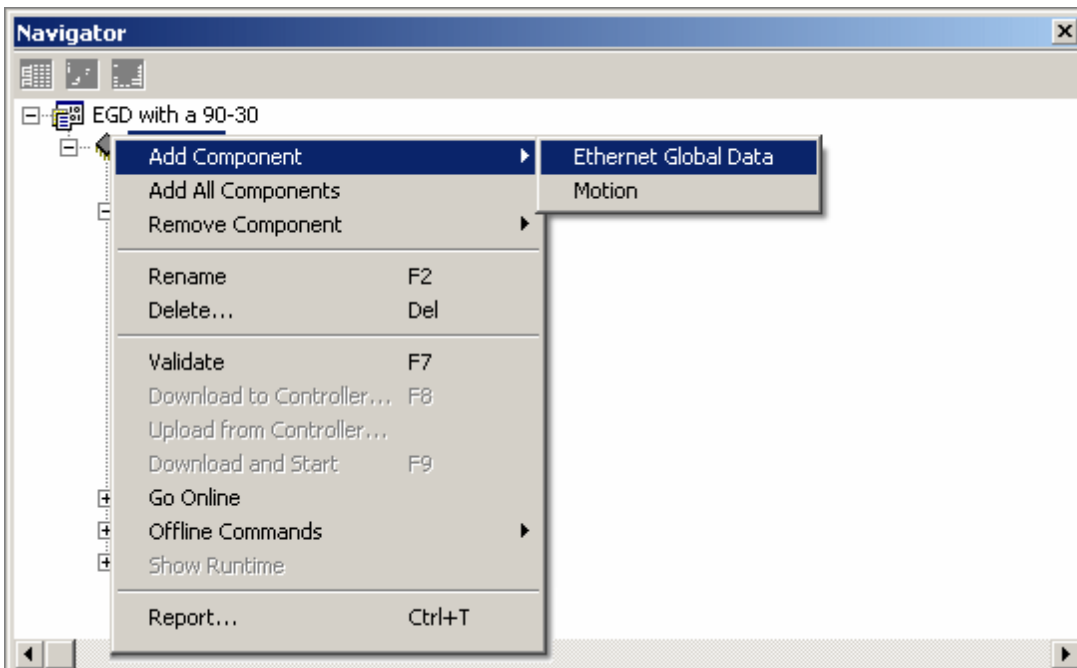 Navigator
EGD with a 90-30
Add Component
Ethernet Global Data
Add All Components
Motion
Remove Component
Rename F2
Delete... Del
Validate F7
Download to Controller... F8
Upload from Controller...
Download and Start F9
Go Online
Offline Commands
Show Runtime
Report... Ctrl+T